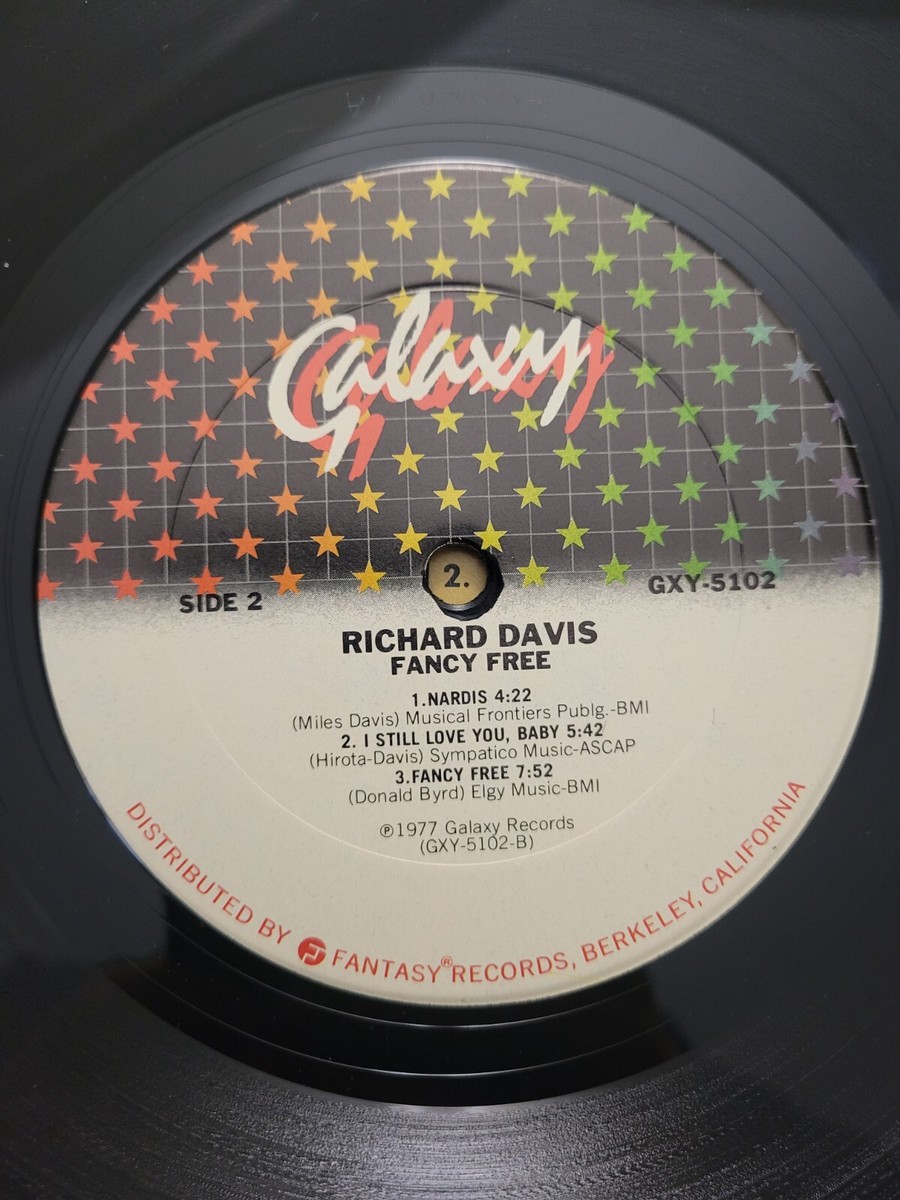 Galaxy
2.
SIDE 2
GXY-5102
RICHARD DAVIS
FANCY FREE
1.NARDIS 4:22
(Miles Davis) Musical Frontiers Publg.-BMI
2. I STILL LOVE YOU, BABY 5:42
(Hirota-Davis) Sympatico Music-ASCAP
3.FANCY FREE 7:52
(Donald Byrd) Elgy Music-BMI
℗1977 Galaxy Records
(GXY-5102-B)
DISTRIBUTED BY FANTASY® RECORDS, BERKELEY, CALIFORNIA